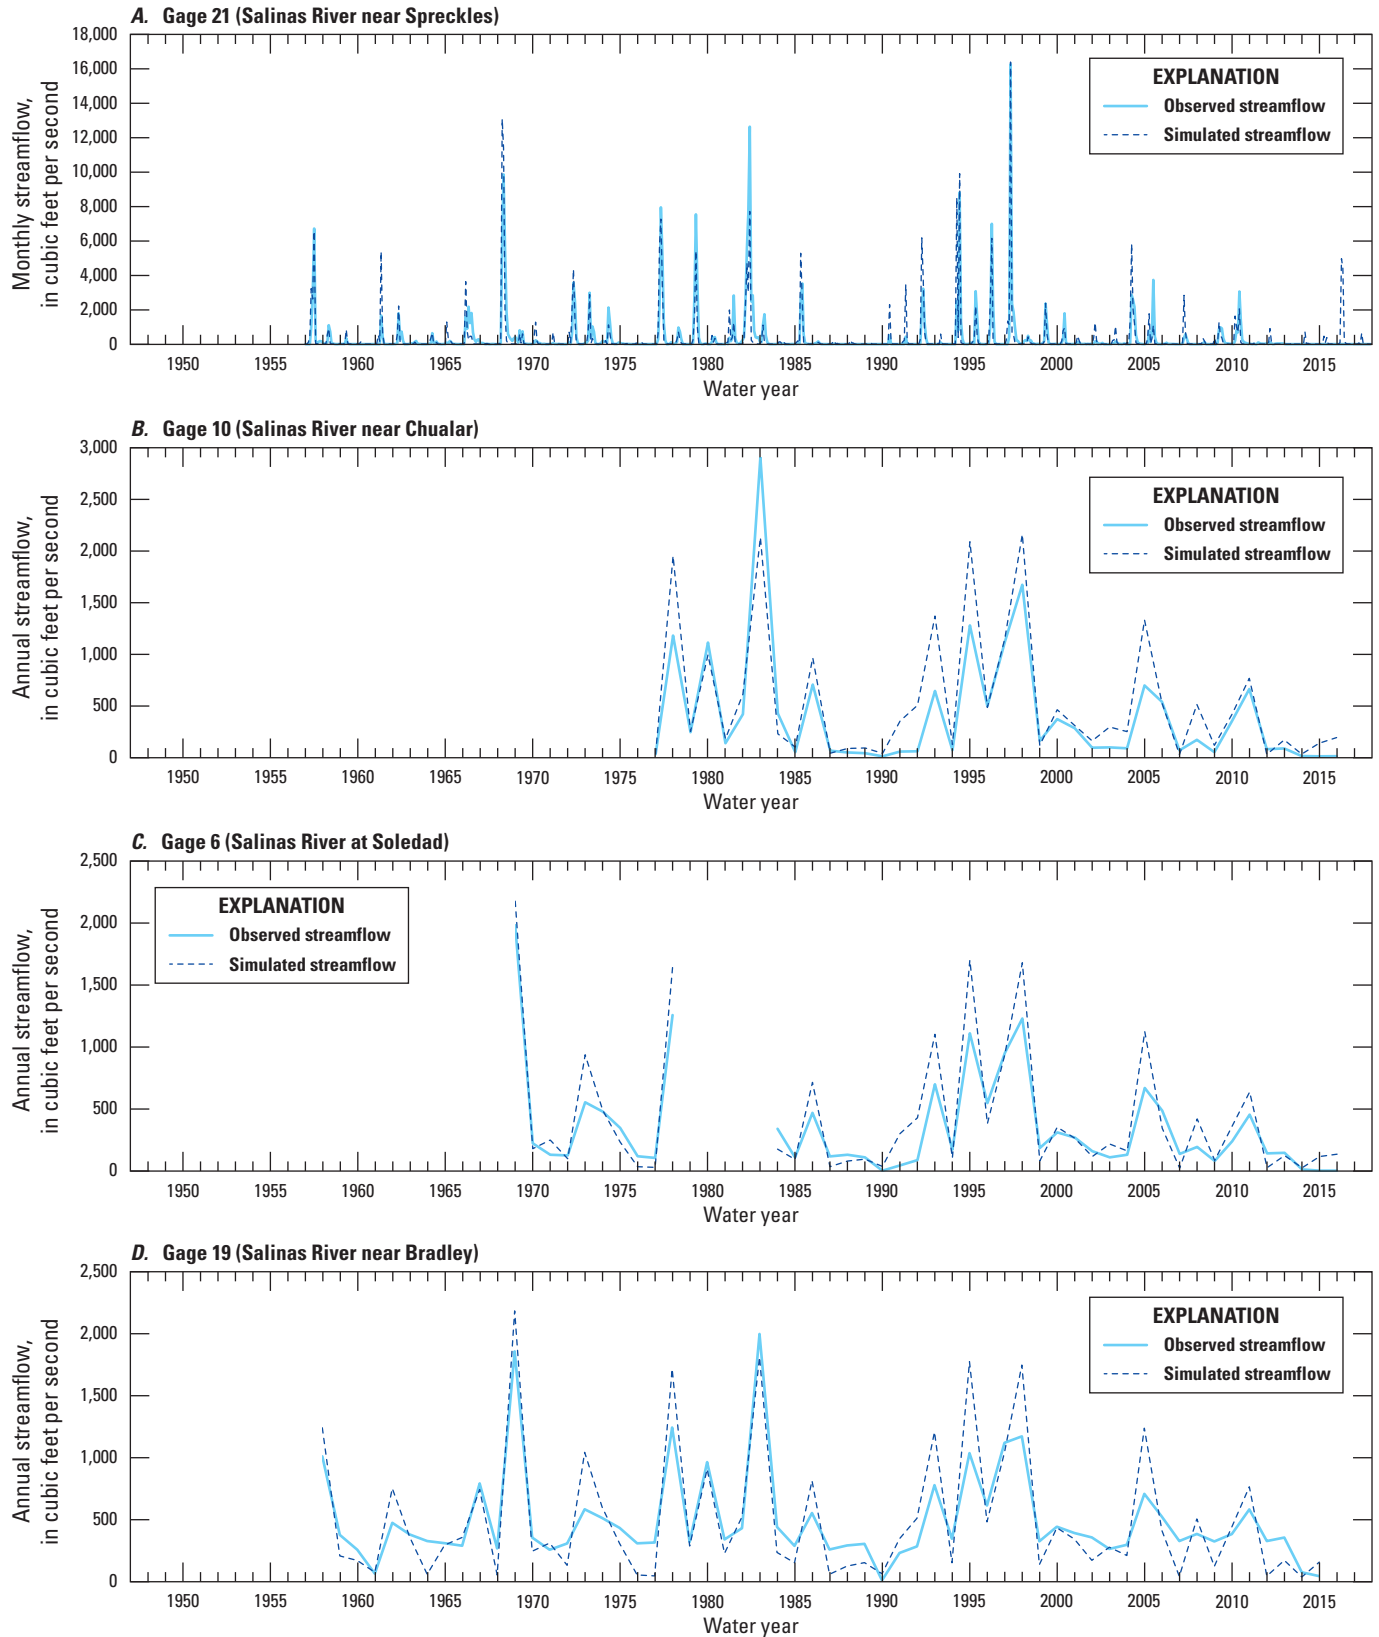 A. Gage 21 (Salinas River near Spreckles)
18,000
16,000
14,000
12,000
10,000
8,000
6,000
4,000
2,000
0
Monthly streamflow,
in cubic feet per second
EXPLANATION
Observed streamflow
Simulated streamflow
1950 1955 1960 1965 1970 1975 1980 1985 1990 1995 2000 2005 2010 2015
Water year
B. Gage 10 (Salinas River near Chualar)
3,000
2,500
2,000
1,500
1,000
500
0
Annual streamflow,
in cubic feet per second
EXPLANATION
Observed streamflow
Simulated streamflow
1950 1955 1960 1965 1970 1975 1980 1985 1990 1995 2000 2005 2010 2015
Water year
C. Gage 6 (Salinas River at Soledad)
2,500
2,000
1,500
1,000
500
0
Annual streamflow,
in cubic feet per second
EXPLANATION
Observed streamflow
Simulated streamflow
1950 1955 1960 1965 1970 1975 1980 1985 1990 1995 2000 2005 2010 2015
Water year
D. Gage 19 (Salinas River near Bradley)
2,500
2,000
1,500
1,000
500
0
Annual streamflow,
in cubic feet per second
EXPLANATION
Observed streamflow
Simulated streamflow
1950 1955 1960 1965 1970 1975 1980 1985 1990 1995 2000 2005 2010 2015
Water year